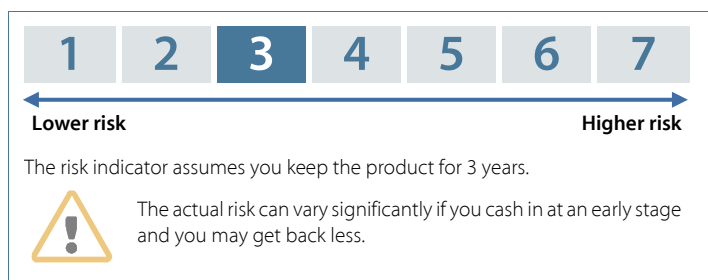 1 2 3 4 5 6 7
Lower risk Higher risk
The risk indicator assumes you keep the product for 3 years.
The actual risk can vary significantly if you cash in at an early stage
and you may get back less.